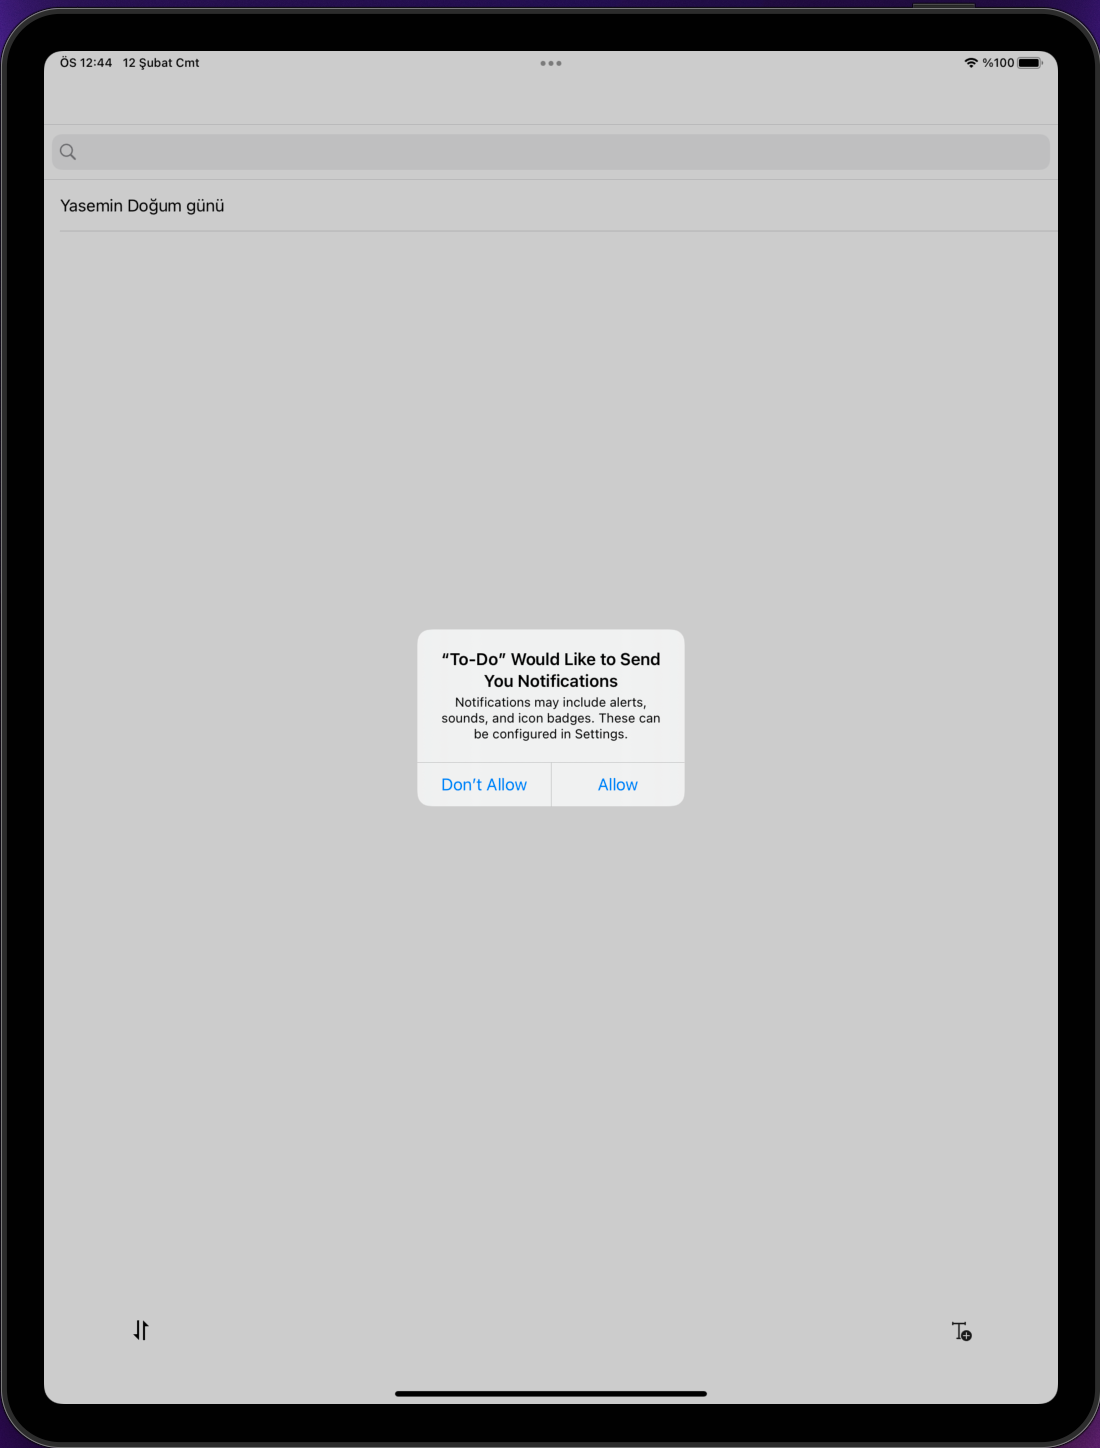 ÖS 12:44 12 Şubat Cmt %100
Yasemin Doğum günü
“To-Do” Would Like to Send
You Notifications
Notifications may include alerts,
sounds, and icon badges. These can
be configured in Settings.
Don’t Allow Allow